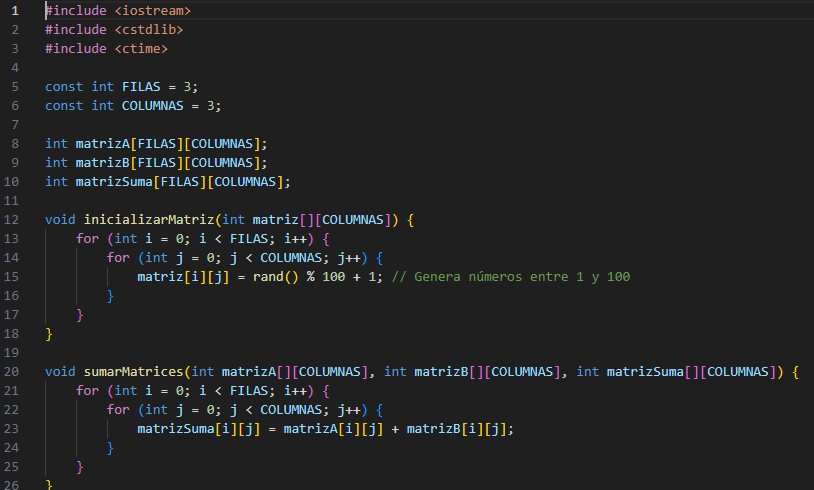 1 #include <iostream>
2 #include <cstdlib>
3 #include <ctime>
4
5 const int FILAS = 3;
6 const int COLUMNAS = 3;
7
8 int matrizA[FILAS][COLUMNAS];
9 int matrizB[FILAS][COLUMNAS];
10 int matrizSuma[FILAS][COLUMNAS];
11
12 void inicializarMatriz(int matriz[][COLUMNAS]) {
13     for (int i = 0; i < FILAS; i++) {
14         for (int j = 0; j < COLUMNAS; j++) {
15             matriz[i][j] = rand() % 100 + 1; // Genera números entre 1 y 100
16         }
17     }
18 }
19
20 void sumarMatrices(int matrizA[][COLUMNAS], int matrizB[][COLUMNAS], int matrizSuma[][COLUMNAS]) {
21     for (int i = 0; i < FILAS; i++) {
22         for (int j = 0; j < COLUMNAS; j++) {
23             matrizSuma[i][j] = matrizA[i][j] + matrizB[i][j];
24         }
25     }
26 }